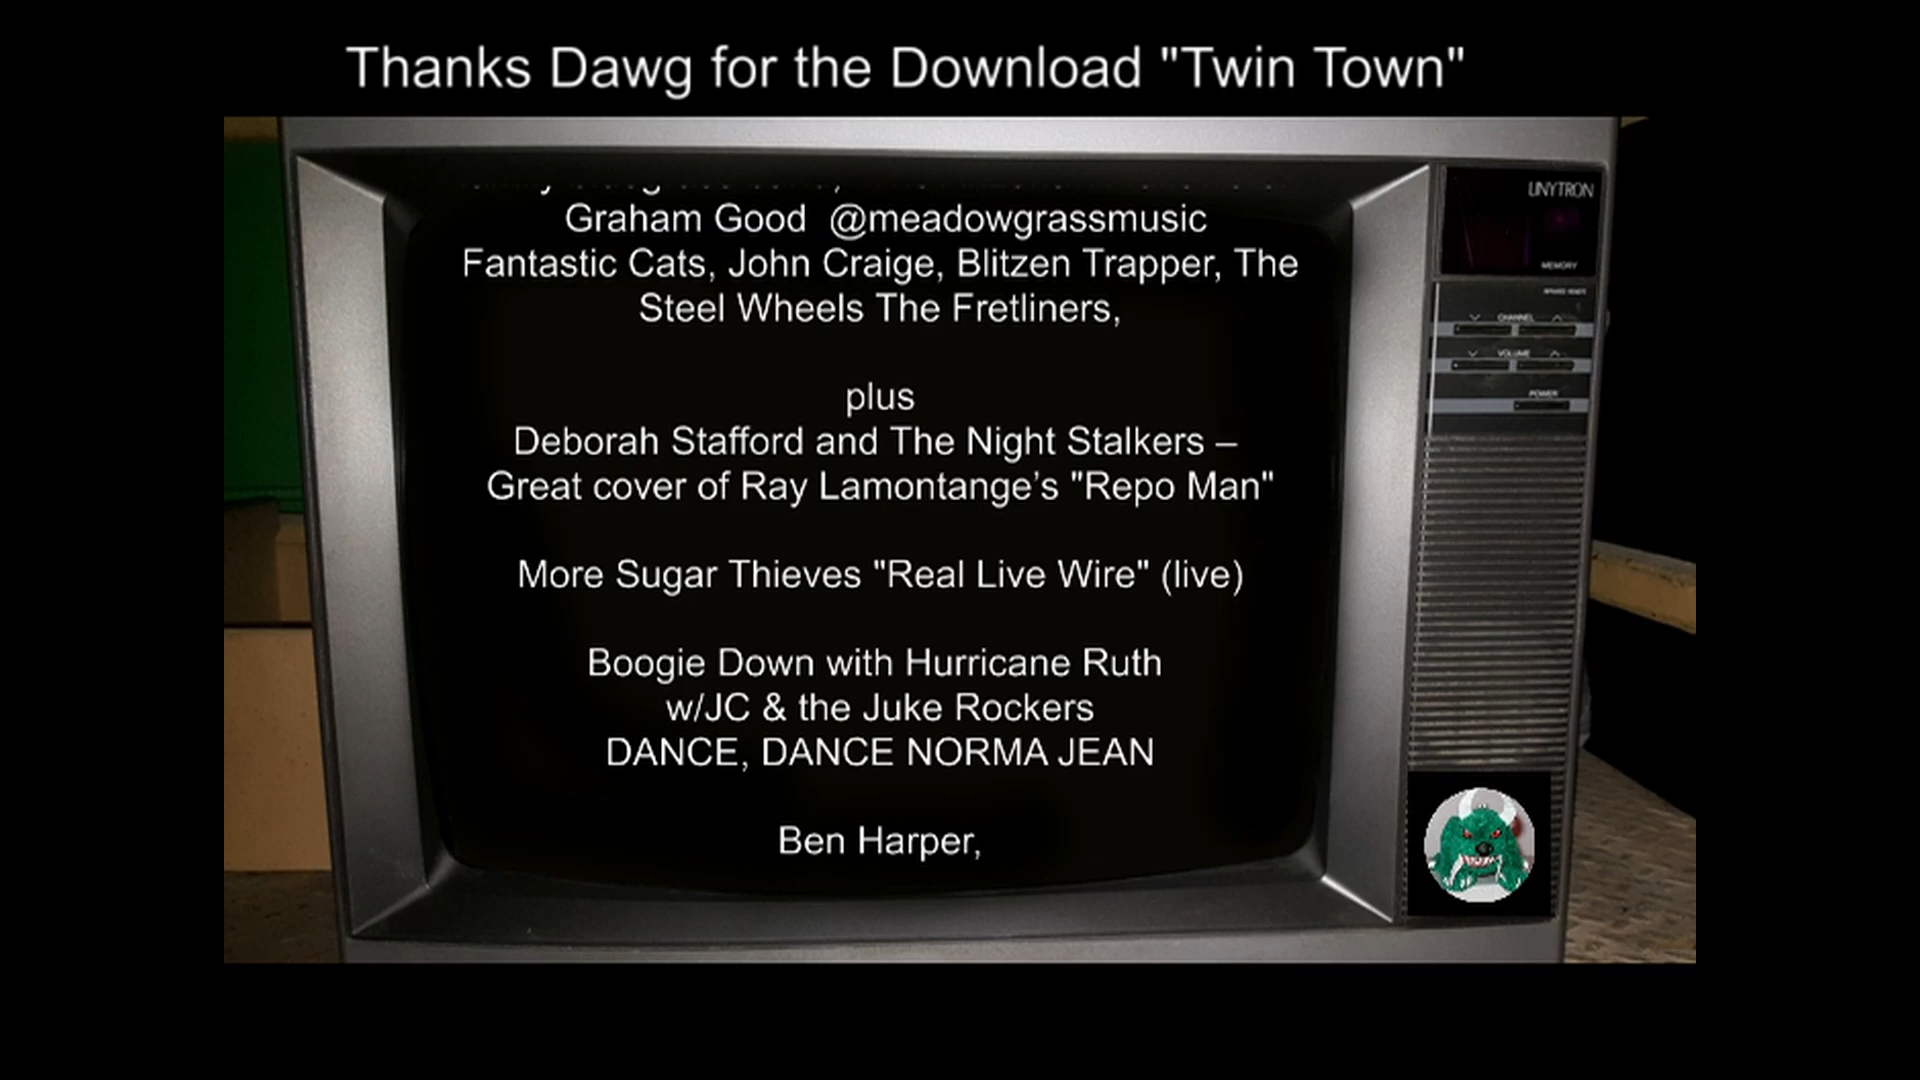 Thanks Dawg for the Download "Twin Town"
Graham Good @meadowgrassmusic
Fantastic Cats, John Craige, Blitzen Trapper, The
Steel Wheels The Fretliners,
plus
Deborah Stafford and The Night Stalkers –
Great cover of Ray Lamontange’s "Repo Man"
More Sugar Thieves "Real Live Wire" (live)
Boogie Down with Hurricane Ruth
w/JC & the Juke Rockers
DANCE, DANCE NORMA JEAN
Ben Harper,
UNYTRON
MEMORY
CHANNEL
VOLUME
POWER